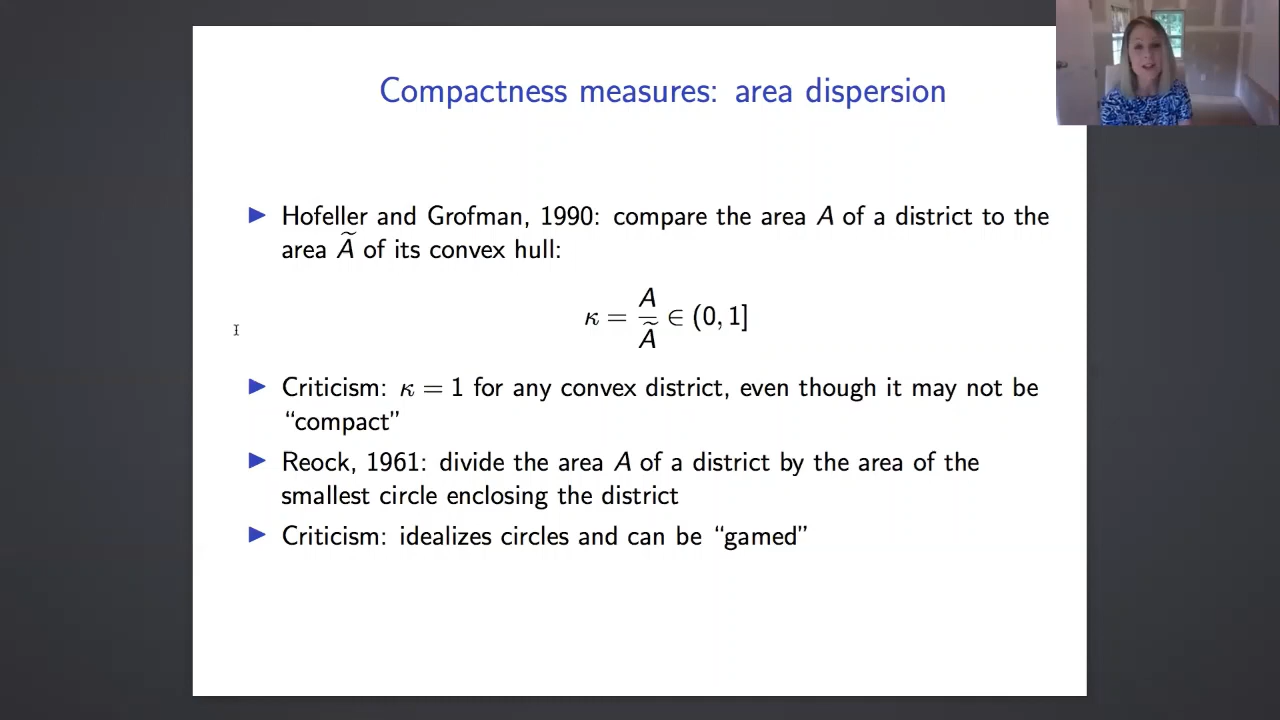 Compactness measures: area dispersion
▶ Hofeller and Grofman, 1990: compare the area A of a district to the
area Ã of its convex hull:
κ = A/Ã ∈ (0, 1]
▶ Criticism: κ = 1 for any convex district, even though it may not be
“compact”
▶ Reock, 1961: divide the area A of a district by the area of the
smallest circle enclosing the district
▶ Criticism: idealizes circles and can be “gamed”